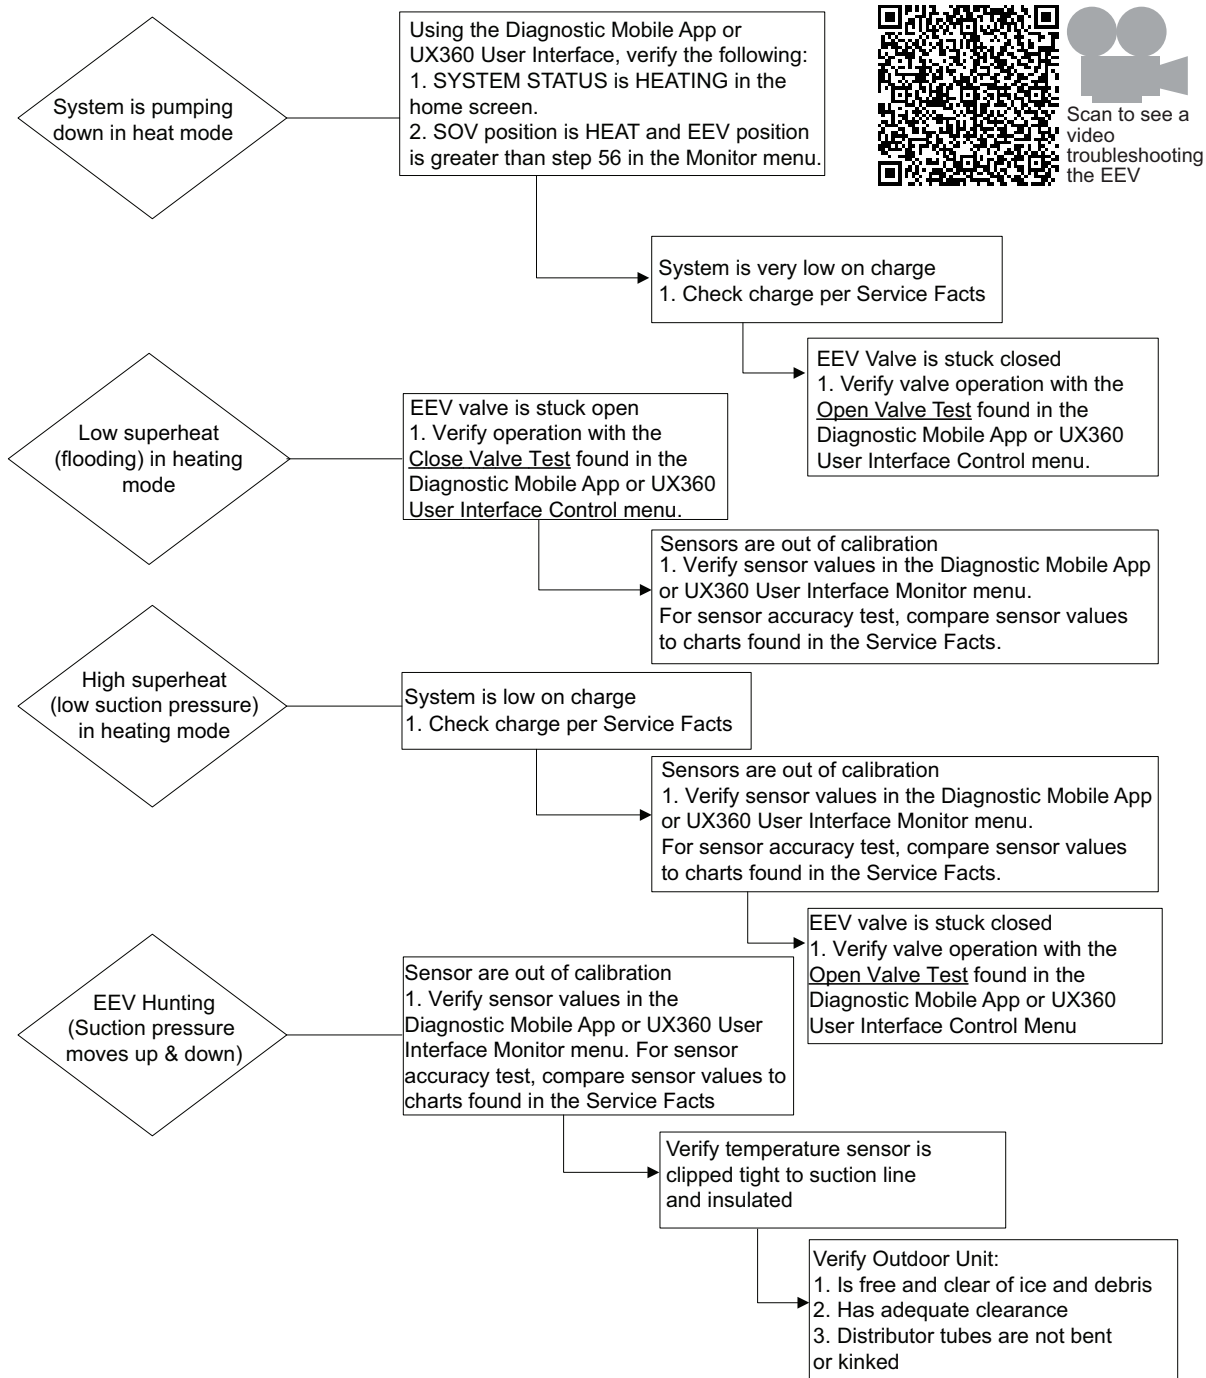 System is pumping
down in heat mode
Using the Diagnostic Mobile App or
UX360 User Interface, verify the following:
1. SYSTEM STATUS is HEATING in the
home screen.
2. SOV position is HEAT and EEV position
is greater than step 56 in the Monitor menu.
Scan to see a
video
troubleshooting
the EEV
System is very low on charge
1. Check charge per Service Facts
EEV Valve is stuck closed
1. Verify valve operation with the
Open Valve Test found in the
Diagnostic Mobile App or UX360
User Interface Control menu.
Low superheat
(flooding) in heating
mode
EEV valve is stuck open
1. Verify operation with the
Close Valve Test found in the
Diagnostic Mobile App or UX360
User Interface Control menu.
Sensors are out of calibration
1. Verify sensor values in the Diagnostic Mobile App
or UX360 User Interface Monitor menu.
For sensor accuracy test, compare sensor values
to charts found in the Service Facts.
High superheat
(low suction pressure)
in heating mode
System is low on charge
1. Check charge per Service Facts
Sensors are out of calibration
1. Verify sensor values in the Diagnostic Mobile App
or UX360 User Interface Monitor menu.
For sensor accuracy test, compare sensor values
to charts found in the Service Facts.
EEV valve is stuck closed
1. Verify valve operation with the
Open Valve Test found in the
Diagnostic Mobile App or UX360
User Interface Control Menu
EEV Hunting
(Suction pressure
moves up & down)
Sensor are out of calibration
1. Verify sensor values in the
Diagnostic Mobile App or UX360 User
Interface Monitor menu. For sensor
accuracy test, compare sensor values to
charts found in the Service Facts
Verify temperature sensor is
clipped tight to suction line
and insulated
Verify Outdoor Unit:
1. Is free and clear of ice and debris
2. Has adequate clearance
3. Distributor tubes are not bent
or kinked